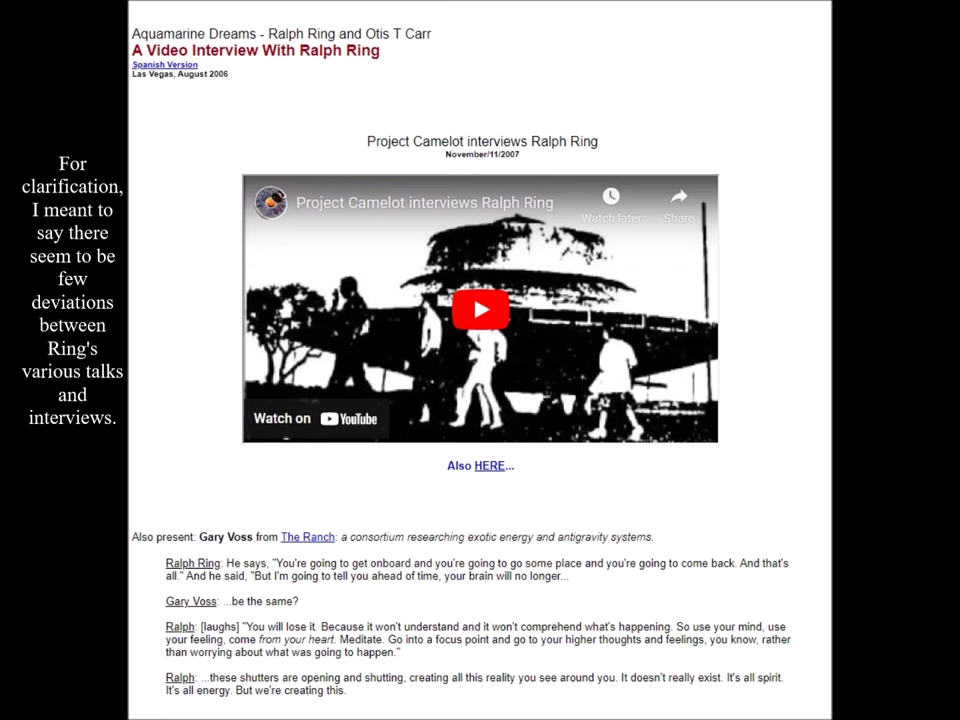 Aquamarine Dreams - Ralph Ring and Otis T Carr
A Video Interview With Ralph Ring
Spanish Version
Las Vegas, August 2006
For
clarification,
I meant to
say there
seem to be
few
deviations
between
Ring's
various talks
and
interviews.
Project Camelot interviews Ralph Ring
November/11/2007
Project Camelot interviews Ralph Ring
Watch later
Share
Watch on YouTube
Also HERE...
Also present: Gary Voss from The Ranch: a consortium researching exotic energy and antigravity systems.
Ralph Ring: He says, "You're going to get onboard and you're going to go some place and you're going to come back. And that's
all." And he said, "But I'm going to tell you ahead of time, your brain will no longer...
Gary Voss: ...be the same?
Ralph: [laughs] "You will lose it. Because it won't understand and it won't comprehend what's happening. So use your mind, use
your feeling, come from your heart. Meditate. Go into a focus point and go to your higher thoughts and feelings, you know, rather
than worrying about what was going to happen."
Ralph: ...these shutters are opening and shutting, creating all this reality you see around you. It doesn't really exist. It's all spirit.
It's all energy. But we're creating this.